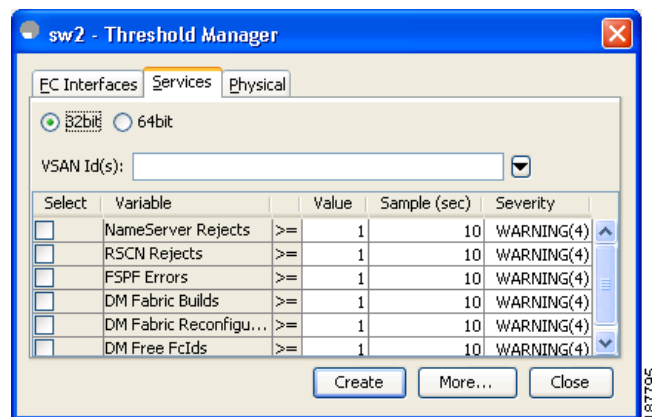 sw2 - Threshold Manager
FC Interfaces Services Physical
32bit 64bit
VSAN Id(s):
Select Variable Value Sample (sec) Severity
NameServer Rejects >= 1 10 WARNING(4)
RSCN Rejects >= 1 10 WARNING(4)
FSPF Errors >= 1 10 WARNING(4)
DM Fabric Builds >= 1 10 WARNING(4)
DM Fabric Reconfigu... >= 1 10 WARNING(4)
DM Free FcIds >= 1 10 WARNING(4)
Create More... Close
187795